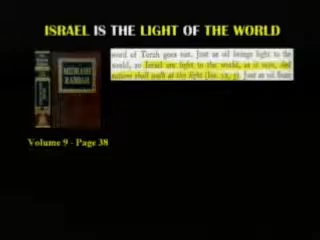 ISRAEL IS THE LIGHT OF THE WORLD
word of Torah goes out. Just as oil brings light to the
world, so Israel are light to the world, as it says, And
nations shall walk at thy light (Isa. LX, 3). Just as oil floats
MIDRASH
RABBAH
Volume 9 - Page 38